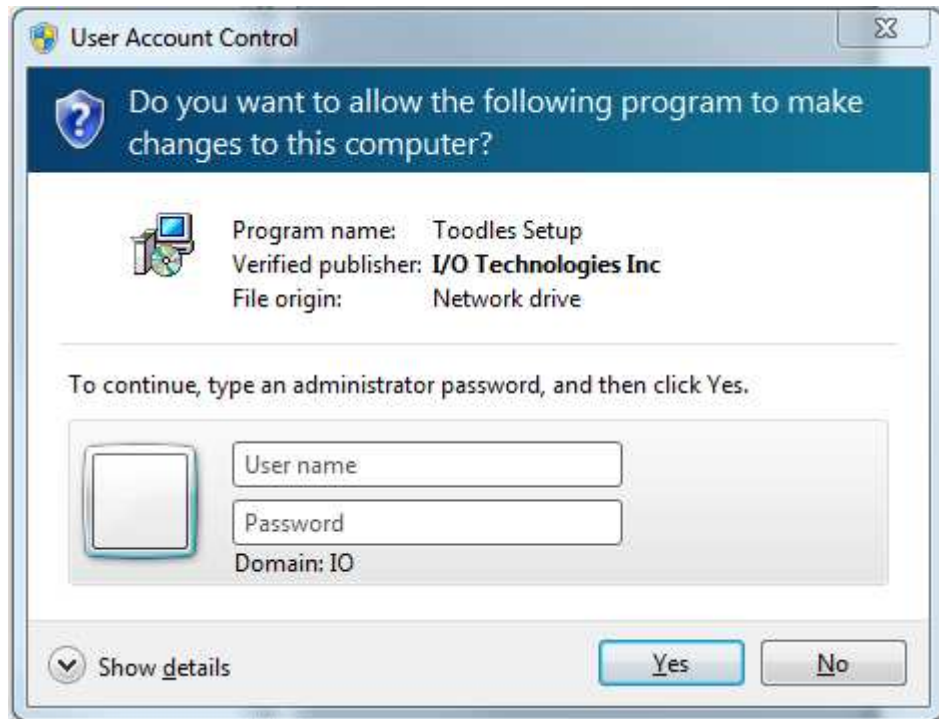 User Account Control
Do you want to allow the following program to make
changes to this computer?
Program name: Toodles Setup
Verified publisher: I/O Technologies Inc
File origin: Network drive
To continue, type an administrator password, and then click Yes.
User name
Password
Domain: IO
Show details
Yes
No